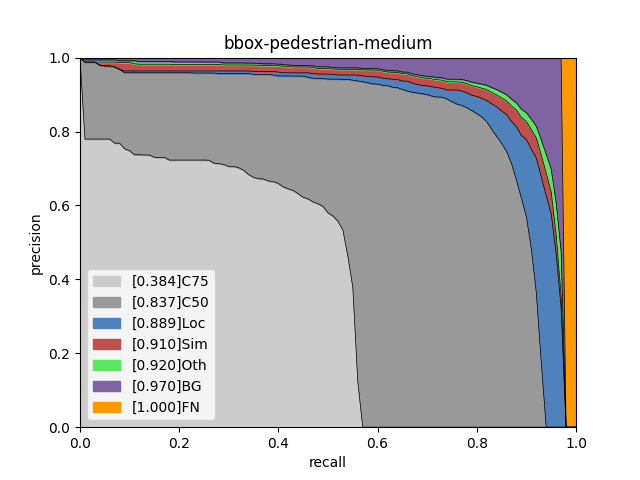 bbox-pedestrian-medium
precision
1.0
0.8
0.6
0.4
0.2
0.0
[0.384]C75
[0.837]C50
[0.889]Loc
[0.910]Sim
[0.920]Oth
[0.970]BG
[1.000]FN
0.0 0.2 0.4 0.6 0.8 1.0
recall